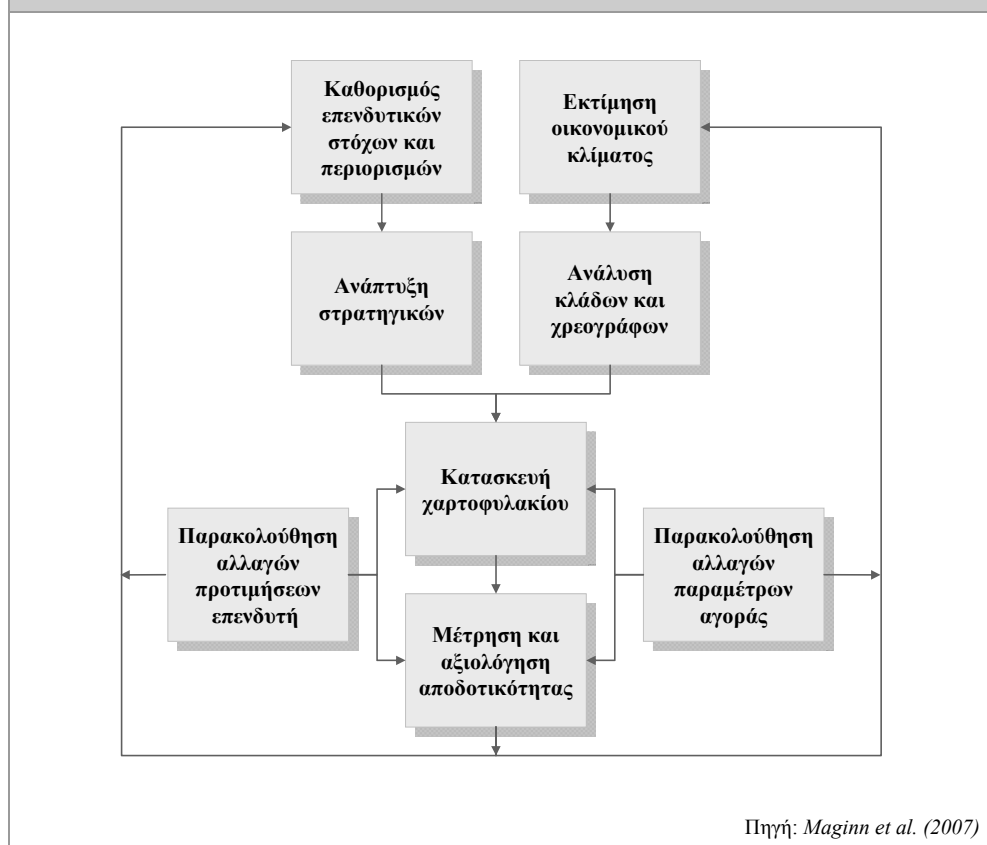 Καθορισμός
επενδυτικών
στόχων και
περιορισμών
Εκτίμηση
οικονομικού
κλίματος
Ανάπτυξη
στρατηγικών
Ανάλυση
κλάδων και
χρεογράφων
Κατασκευή
χαρτοφυλακίου
Παρακολούθηση
αλλαγών
προτιμήσεων
επενδυτή
Παρακολούθηση
αλλαγών
παραμέτρων
αγοράς
Μέτρηση και
αξιολόγηση
αποδοτικότητας
Πηγή: Maginn et al. (2007)